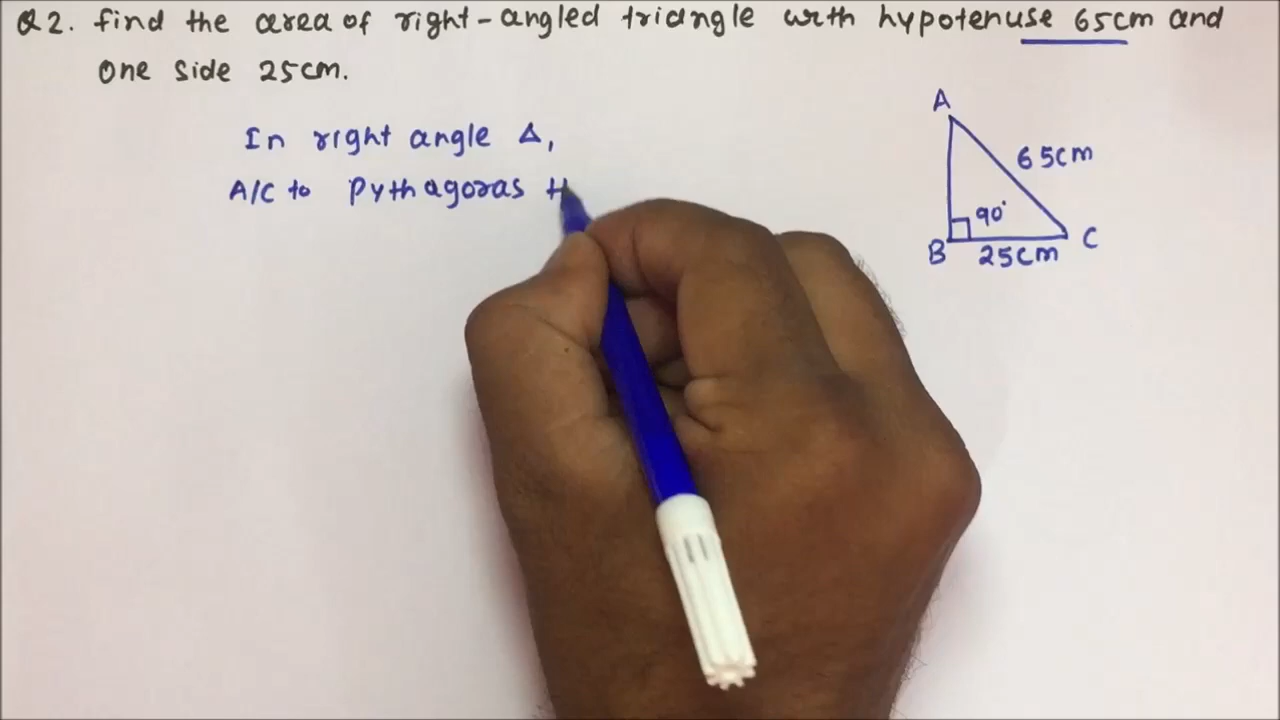 Q2. find the area of right-angled triangle with hypotenuse 65cm and
one side 25cm.
In right angle Δ,
A/C to Pythagoras
A
65cm
90°
B
C
25cm